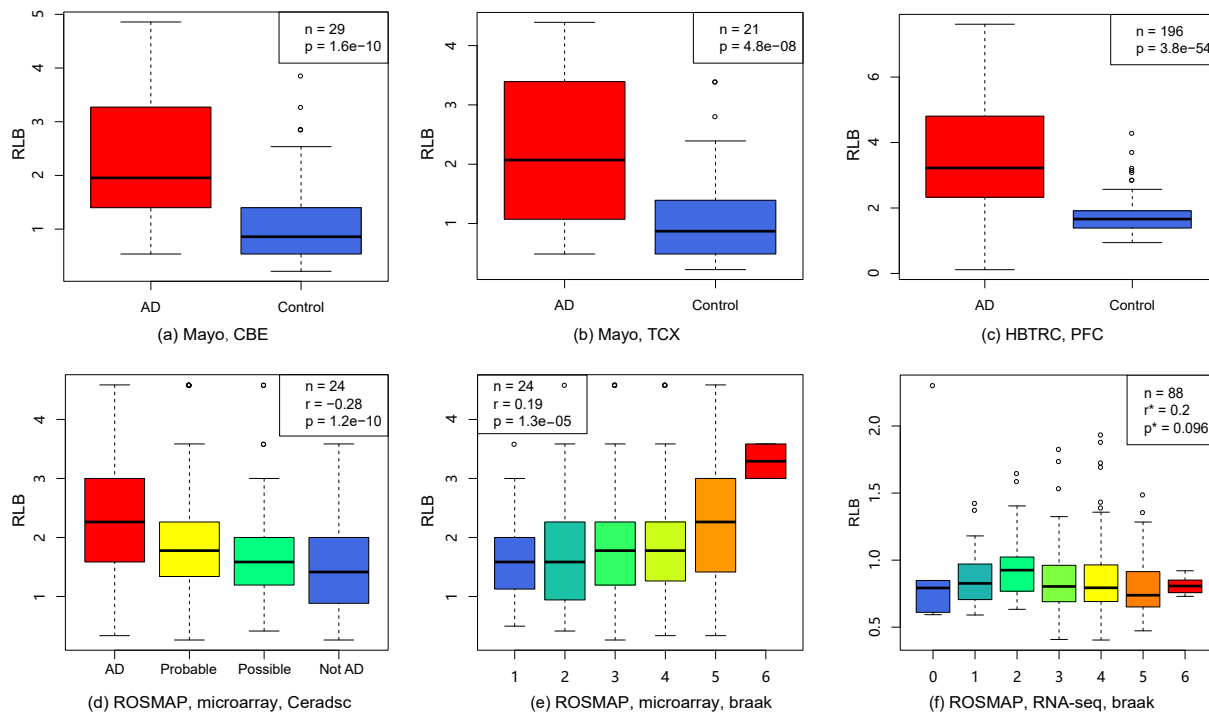 5
4
3
2
1
RLB
n = 29
p = 1.6e-10
AD Control
(a) Mayo, CBE
4
3
2
1
RLB
n = 21
p = 4.8e-08
AD Control
(b) Mayo, TCX
6
4
2
0
RLB
n = 196
p = 3.8e-54
AD Control
(c) HBTRC, PFC
4
3
2
1
RLB
n = 24
r = −0.28
p = 1.2e−10
AD Probable Possible Not AD
(d) ROSMAP, microarray, Ceradsc
4
3
2
1
RLB
n = 24
r = 0.19
p = 1.3e−05
1 2 3 4 5 6
(e) ROSMAP, microarray, braak
2.0
1.5
1.0
0.5
RLB
n = 88
r* = 0.2
p* = 0.096
0 1 2 3 4 5 6
(f) ROSMAP, RNA-seq, braak